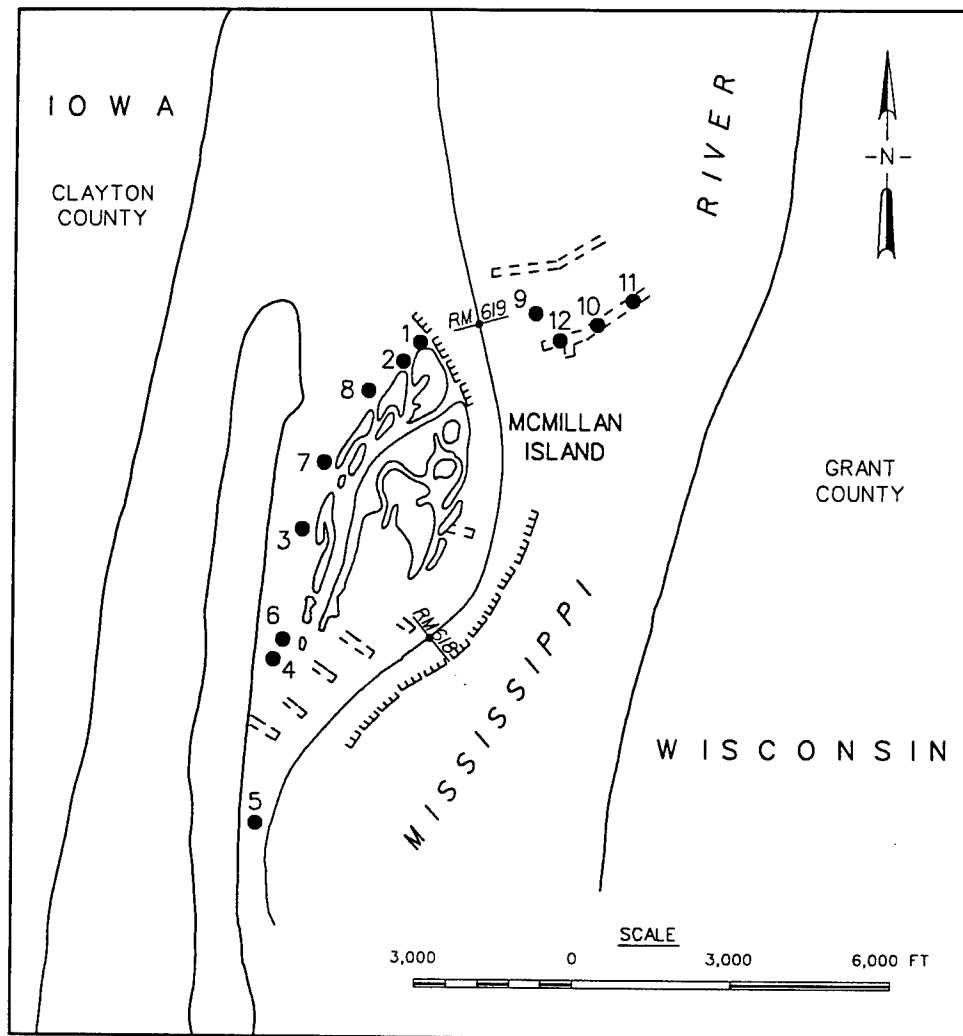 IOWA
CLAYTON
COUNTY
RIVER
-N-
RM 619
9
11
10
12
1
2
8
7
3
6
4
5
MCMILLAN
ISLAND
GRANT
COUNTY
RM 618
MISSISSIPPI
WISCONSIN
SCALE
3,000 0 3,000 6,000 FT